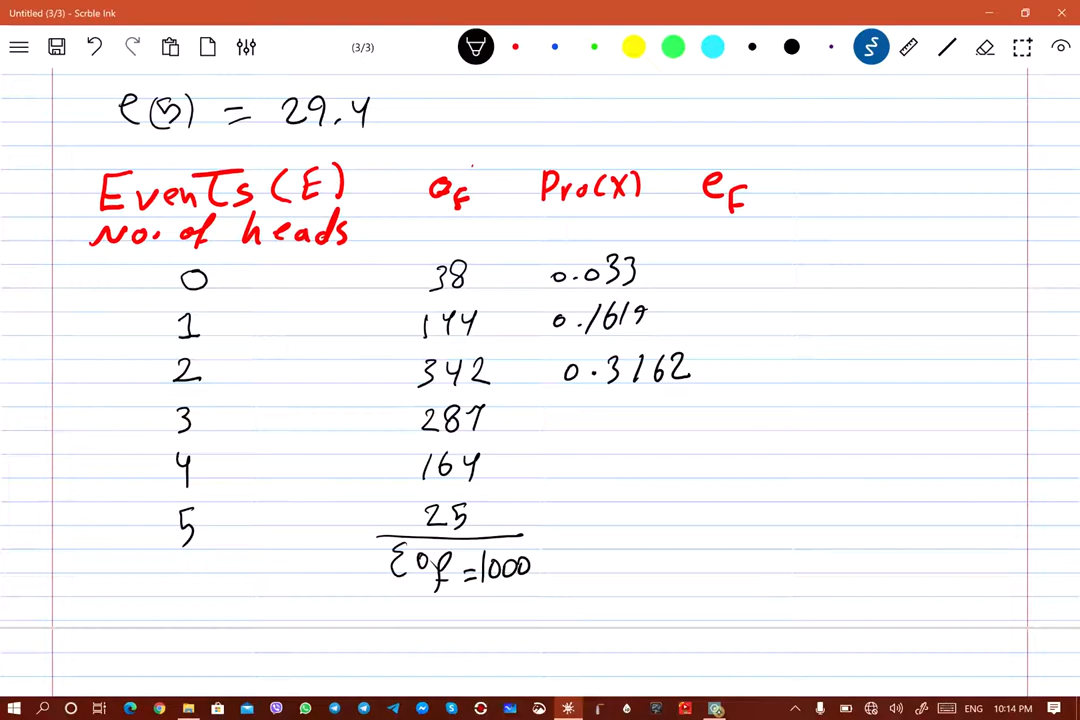 Untitled (3/3) - Scrble Ink
(3/3)
e(5) = 29.4
Events (E) of Pro(X) ef
No. of heads
0 38 0.033
1 144 0.1619
2 342 0.3162
3 287
4 164
5 25
Σof =1000
ENG 10:14 PM